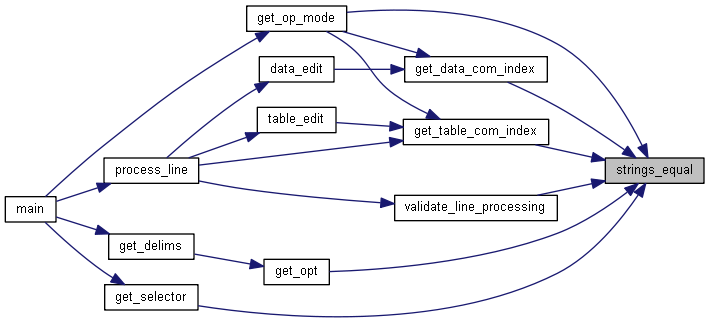 get_op_mode
data_edit
get_data_com_index
table_edit
get_table_com_index
process_line
strings_equal
main
validate_line_processing
get_delims
get_opt
get_selector